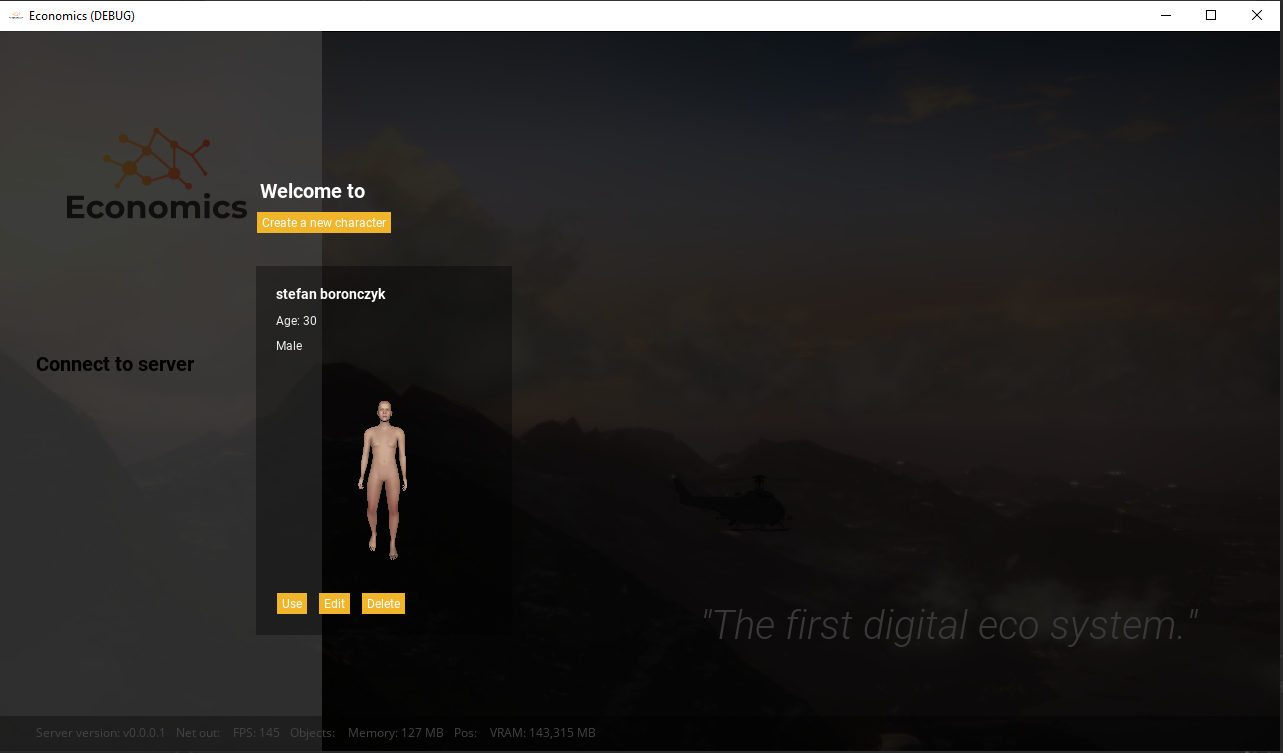 Economics (DEBUG)
Economics
Welcome to
Create a new character
stefan boronczyk
Age: 30
Male
Connect to server
Use Edit Delete
"The first digital eco system."
Server version: v0.0.0.1 Net out: FPS: 145 Objects: Memory: 127 MB Pos: VRAM: 143,315 MB